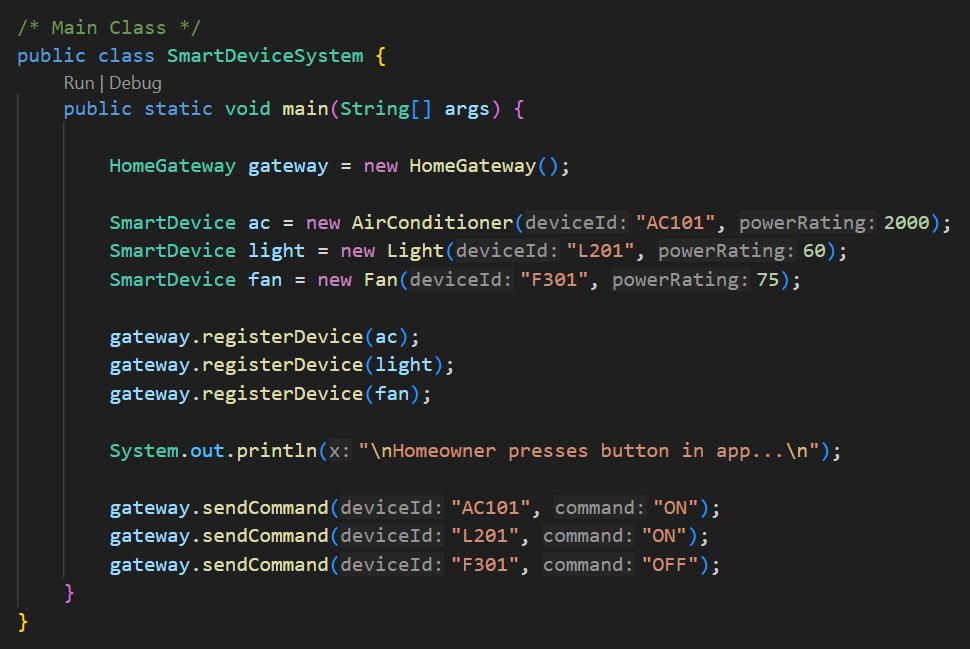 /* Main Class */
public class SmartDeviceSystem {
Run | Debug
public static void main(String[] args) {
HomeGateway gateway = new HomeGateway();
SmartDevice ac = new AirConditioner(deviceId: "AC101", powerRating: 2000);
SmartDevice light = new Light(deviceId: "L201", powerRating: 60);
SmartDevice fan = new Fan(deviceId: "F301", powerRating: 75);
gateway.registerDevice(ac);
gateway.registerDevice(light);
gateway.registerDevice(fan);
System.out.println(x: "\nHomeowner presses button in app...\n");
gateway.sendCommand(deviceId: "AC101", command: "ON");
gateway.sendCommand(deviceId: "L201", command: "ON");
gateway.sendCommand(deviceId: "F301", command: "OFF");
}
}